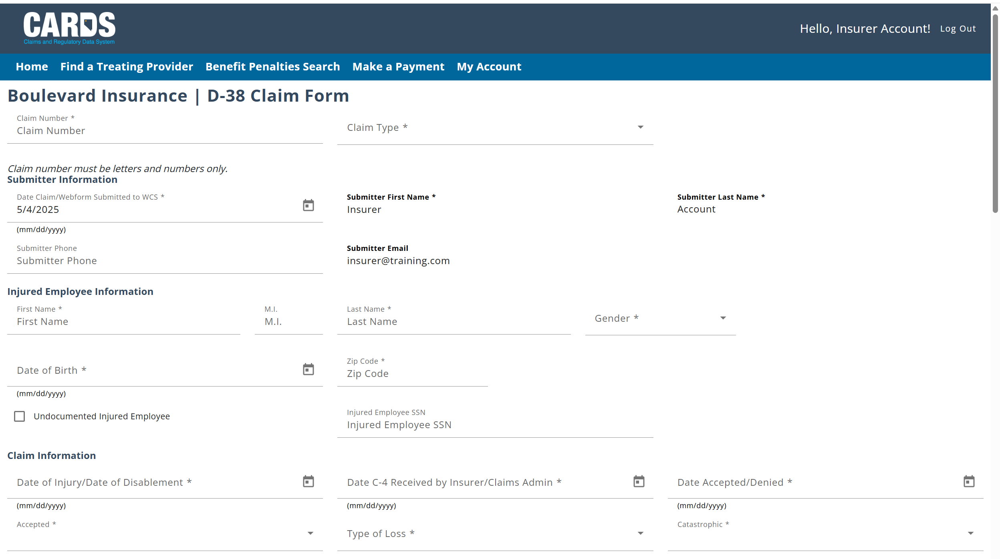 CARDS
Claims and Regulatory Data System
Hello, Insurer Account! Log Out
Home Find a Treating Provider Benefit Penalties Search Make a Payment My Account
Boulevard Insurance | D-38 Claim Form
Claim Number *
Claim Number
Claim Type *
Claim number must be letters and numbers only.
Submitter Information
Date Claim/Webform Submitted to WCS * Submitter First Name * Submitter Last Name *
5/4/2025 Insurer Account
(mm/dd/yyyy)
Submitter Phone Submitter Email
Submitter Phone insurer@training.com
Injured Employee Information
First Name * M.I. Last Name *
First Name M.I. Last Name
Gender *
Zip Code *
Date of Birth * Zip Code
(mm/dd/yyyy)
Undocumented Injured Employee
Injured Employee SSN
Injured Employee SSN
Claim Information
Date of Injury/Date of Disablement * Date C-4 Received by Insurer/Claims Admin * Date Accepted/Denied *
(mm/dd/yyyy) (mm/dd/yyyy) (mm/dd/yyyy)
Accepted * Type of Loss * Catastrophic *